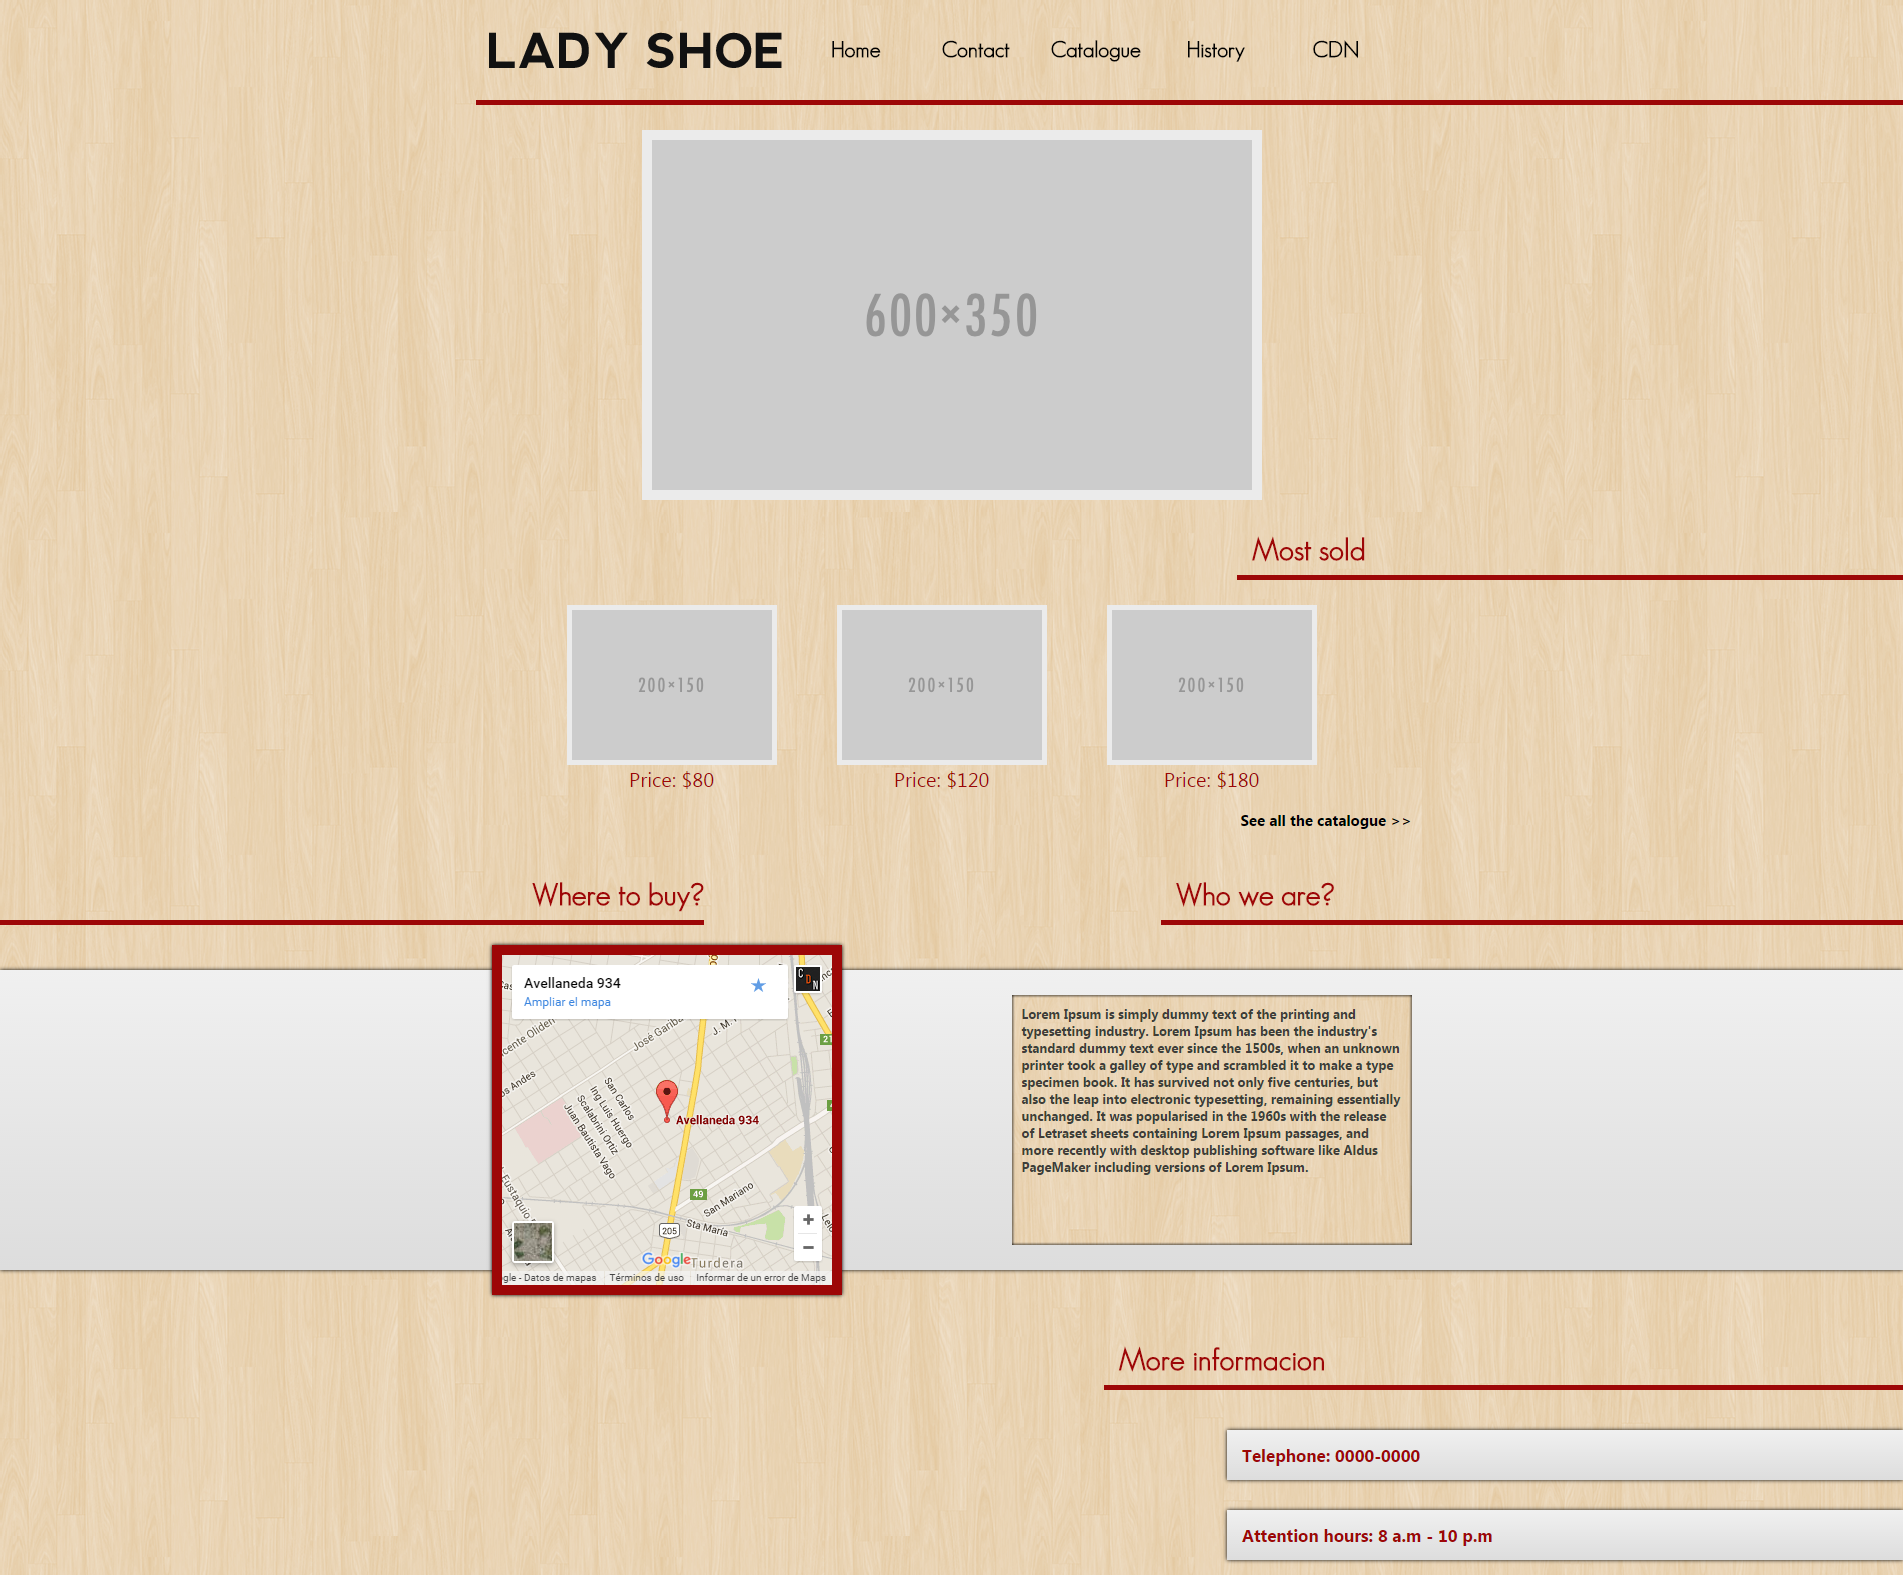 LADY SHOE
Home
Contact
Catalogue
History
CDN
600×350
Most sold
200×150
200×150
200×150
Price: $80
Price: $120
Price: $180
See all the catalogue >>
Where to buy?
Who we are?
Avellaneda 934
Ampliar el mapa
CDN
José Gariba
J. M.
San Carlos
Ing Luis Huergo
Scalabrini Ortiz
Juan Bautista Vago
Avellaneda 934
49
San Mariano
Sta María
205
Google
Turdera
gle - Datos de mapas
Términos de uso
Informar de un error de Maps
Lorem Ipsum is simply dummy text of the printing and
typesetting industry. Lorem Ipsum has been the industry's
standard dummy text ever since the 1500s, when an unknown
printer took a galley of type and scrambled it to make a type
specimen book. It has survived not only five centuries, but
also the leap into electronic typesetting, remaining essentially
unchanged. It was popularised in the 1960s with the release
of Letraset sheets containing Lorem Ipsum passages, and
more recently with desktop publishing software like Aldus
PageMaker including versions of Lorem Ipsum.
More informacion
Telephone: 0000-0000
Attention hours: 8 a.m - 10 p.m